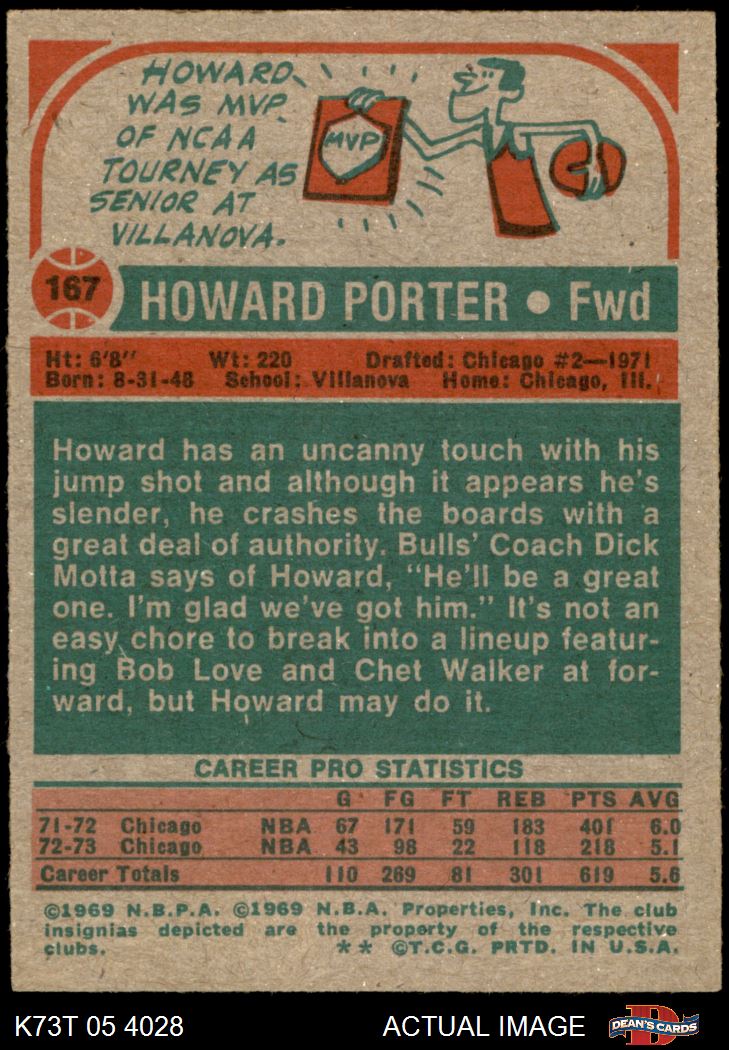 HOWARD
WAS MVP
OF NCAA
TOURNEY AS
SENIOR AT
VILLANOVA.
MVP
167
HOWARD PORTER • Fwd
Ht: 6'8" Wt: 220 Drafted: Chicago #2—1971
Born: 8-31-48 School: Villanova Home: Chicago, Ill.
Howard has an uncanny touch with his
jump shot and although it appears he's
slender, he crashes the boards with a
great deal of authority. Bulls' Coach Dick
Motta says of Howard, "He'll be a great
one. I'm glad we've got him." It's not an
easy chore to break into a lineup featur-
ing Bob Love and Chet Walker at for-
ward, but Howard may do it.
CAREER PRO STATISTICS
G FG FT REB PTS AVG
71-72 Chicago NBA 67 171 59 183 401 6.0
72-73 Chicago NBA 43 98 22 118 218 5.1
Career Totals 110 269 81 301 619 5.6
©1969 N.B.P.A. ©1969 N.B.A. Properties, Inc. The club
insignias depicted are the property of the respective
clubs. ** ©T.C.G. PRTD. IN U.S.A.
K73T 05 4028 ACTUAL IMAGE DEAN'S CARDS